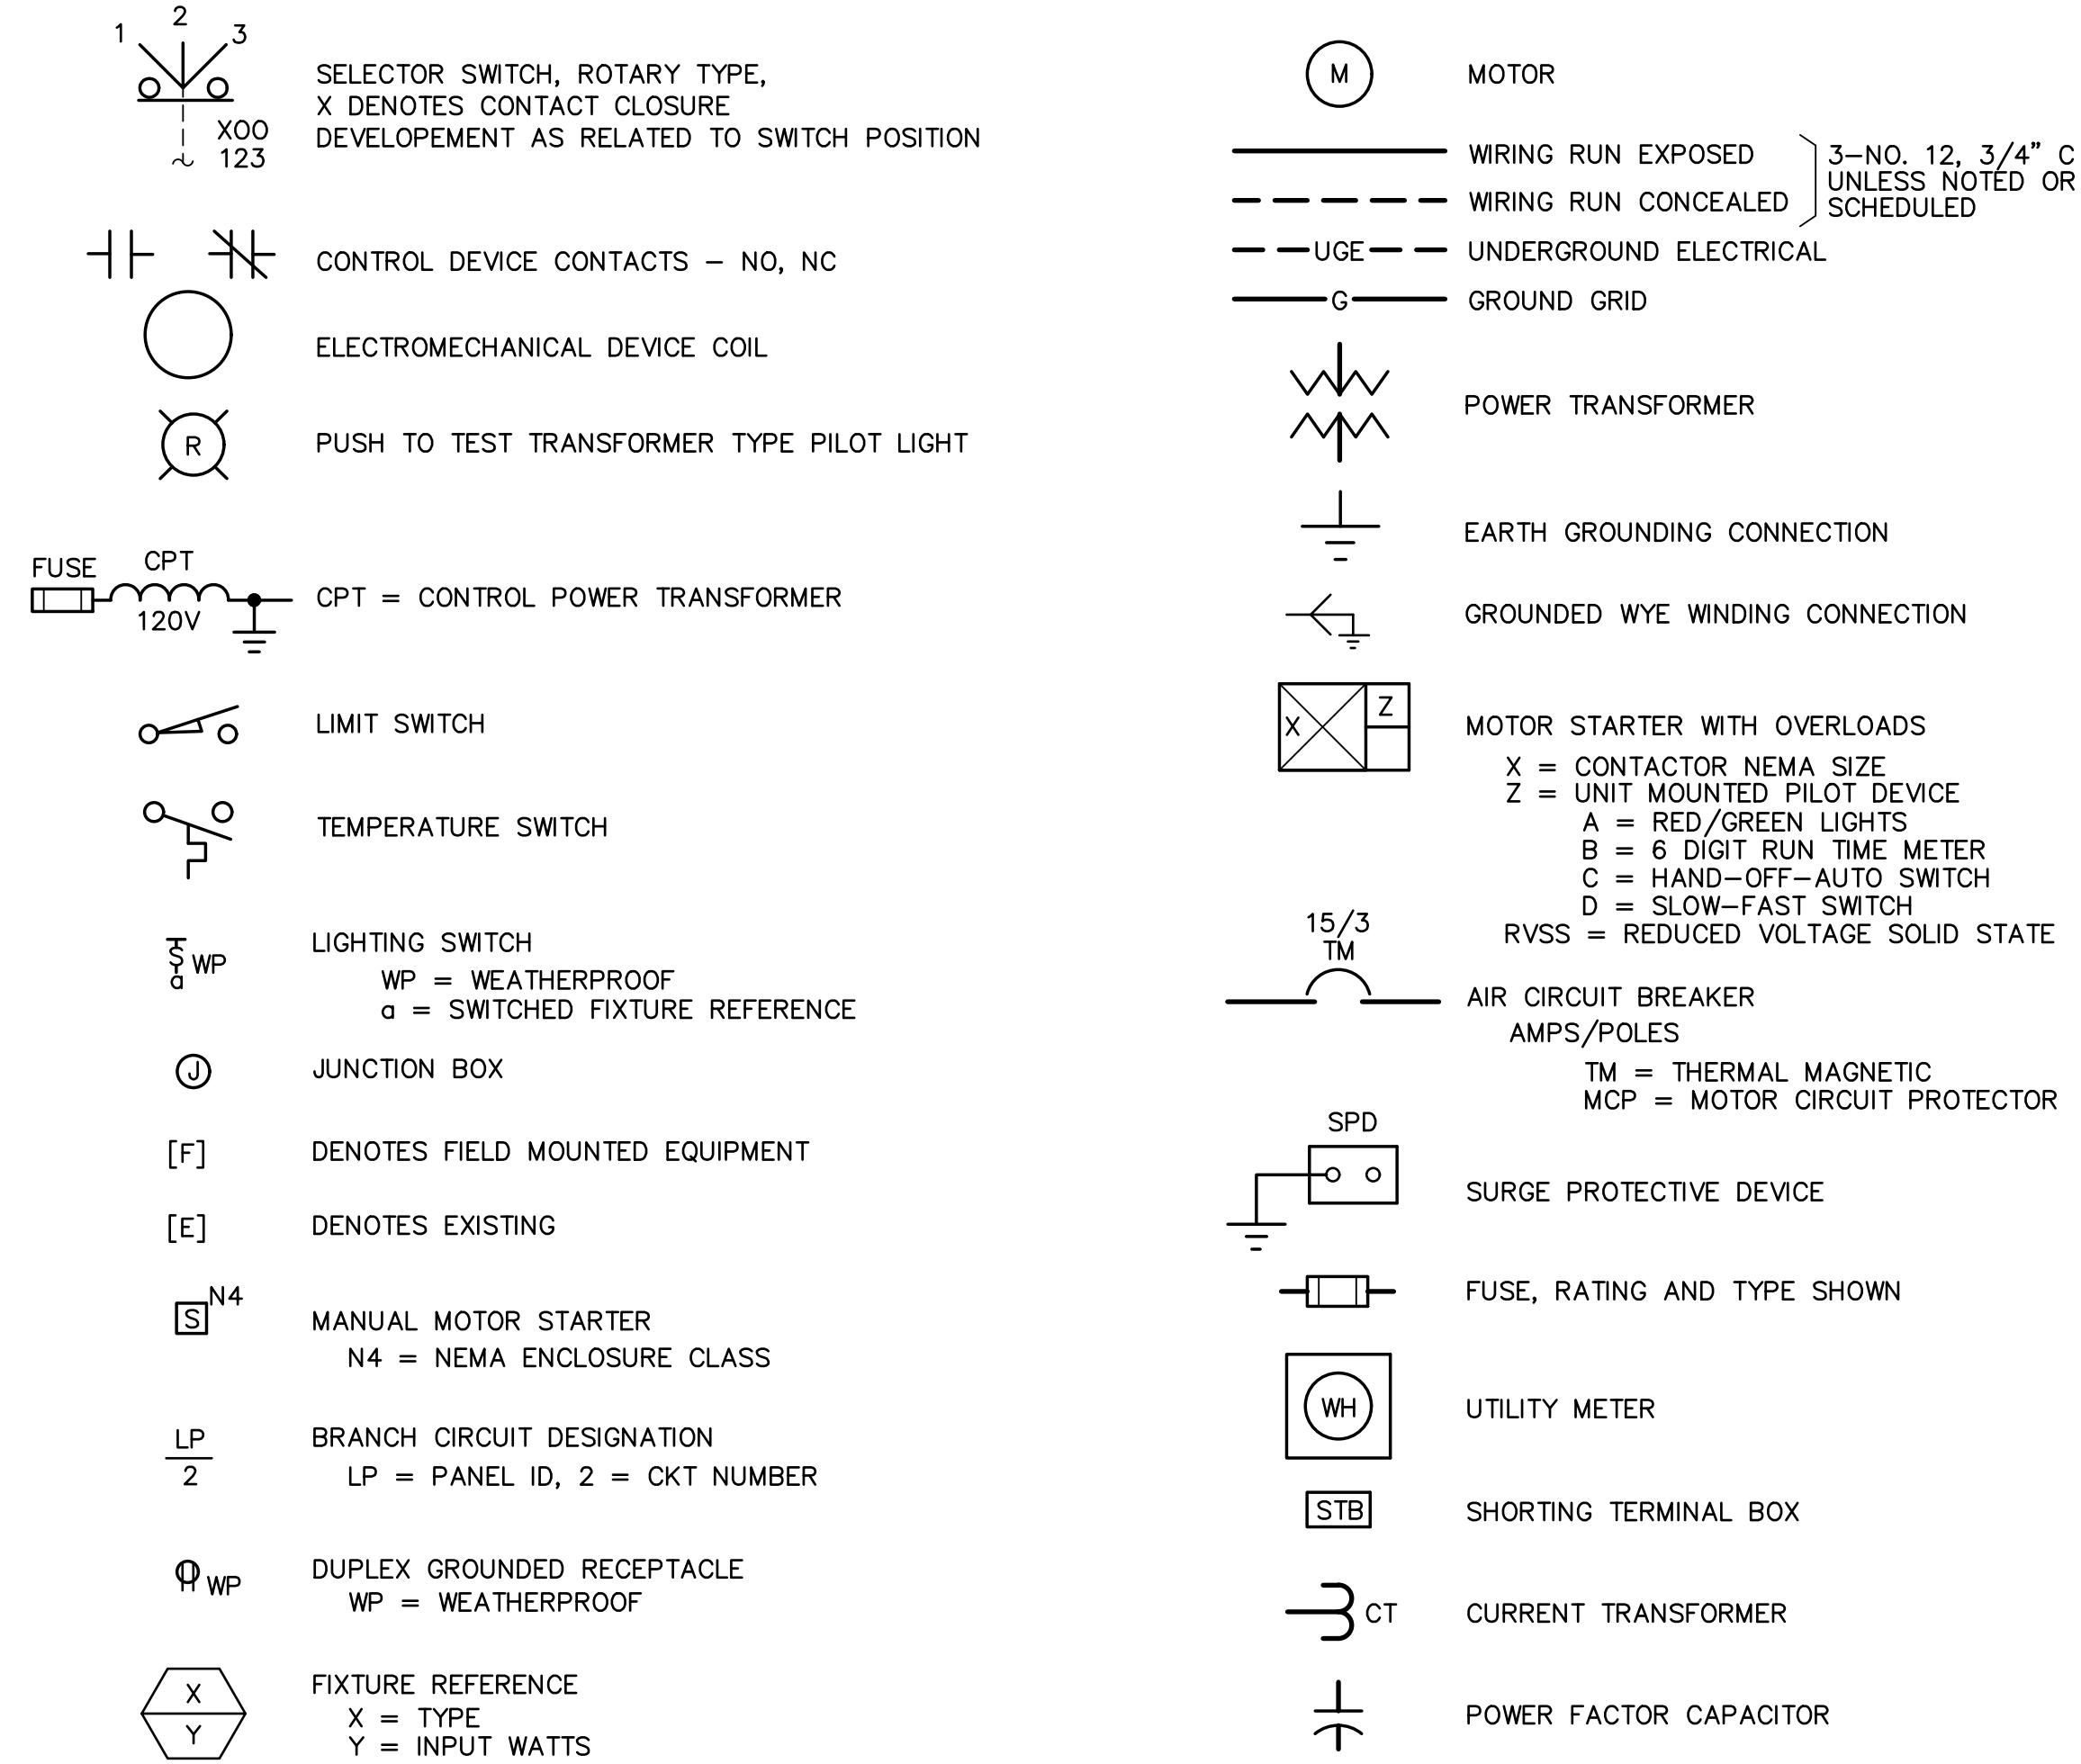 1
2
3
X00
123
SELECTOR SWITCH, ROTARY TYPE,
X DENOTES CONTACT CLOSURE
DEVELOPEMENT AS RELATED TO SWITCH POSITION
CONTROL DEVICE CONTACTS – NO, NC
ELECTROMECHANICAL DEVICE COIL
R
PUSH TO TEST TRANSFORMER TYPE PILOT LIGHT
FUSE
CPT
120V
CPT = CONTROL POWER TRANSFORMER
LIMIT SWITCH
TEMPERATURE SWITCH
S
a
WP
LIGHTING SWITCH
WP = WEATHERPROOF
a = SWITCHED FIXTURE REFERENCE
J
JUNCTION BOX
[F]
DENOTES FIELD MOUNTED EQUIPMENT
[E]
DENOTES EXISTING
S
N4
MANUAL MOTOR STARTER
N4 = NEMA ENCLOSURE CLASS
LP
2
BRANCH CIRCUIT DESIGNATION
LP = PANEL ID, 2 = CKT NUMBER
WP
DUPLEX GROUNDED RECEPTACLE
WP = WEATHERPROOF
X
Y
FIXTURE REFERENCE
X = TYPE
Y = INPUT WATTS
M
MOTOR
WIRING RUN EXPOSED
WIRING RUN CONCEALED
3–NO. 12, 3/4" C
UNLESS NOTED OR
SCHEDULED
UGE
UNDERGROUND ELECTRICAL
G
GROUND GRID
POWER TRANSFORMER
EARTH GROUNDING CONNECTION
GROUNDED WYE WINDING CONNECTION
X
Z
MOTOR STARTER WITH OVERLOADS
X = CONTACTOR NEMA SIZE
Z = UNIT MOUNTED PILOT DEVICE
A = RED/GREEN LIGHTS
B = 6 DIGIT RUN TIME METER
C = HAND–OFF–AUTO SWITCH
D = SLOW–FAST SWITCH
RVSS = REDUCED VOLTAGE SOLID STATE
15/3
TM
AIR CIRCUIT BREAKER
AMPS/POLES
TM = THERMAL MAGNETIC
MCP = MOTOR CIRCUIT PROTECTOR
SPD
SURGE PROTECTIVE DEVICE
FUSE, RATING AND TYPE SHOWN
WH
UTILITY METER
STB
SHORTING TERMINAL BOX
CT
CURRENT TRANSFORMER
POWER FACTOR CAPACITOR